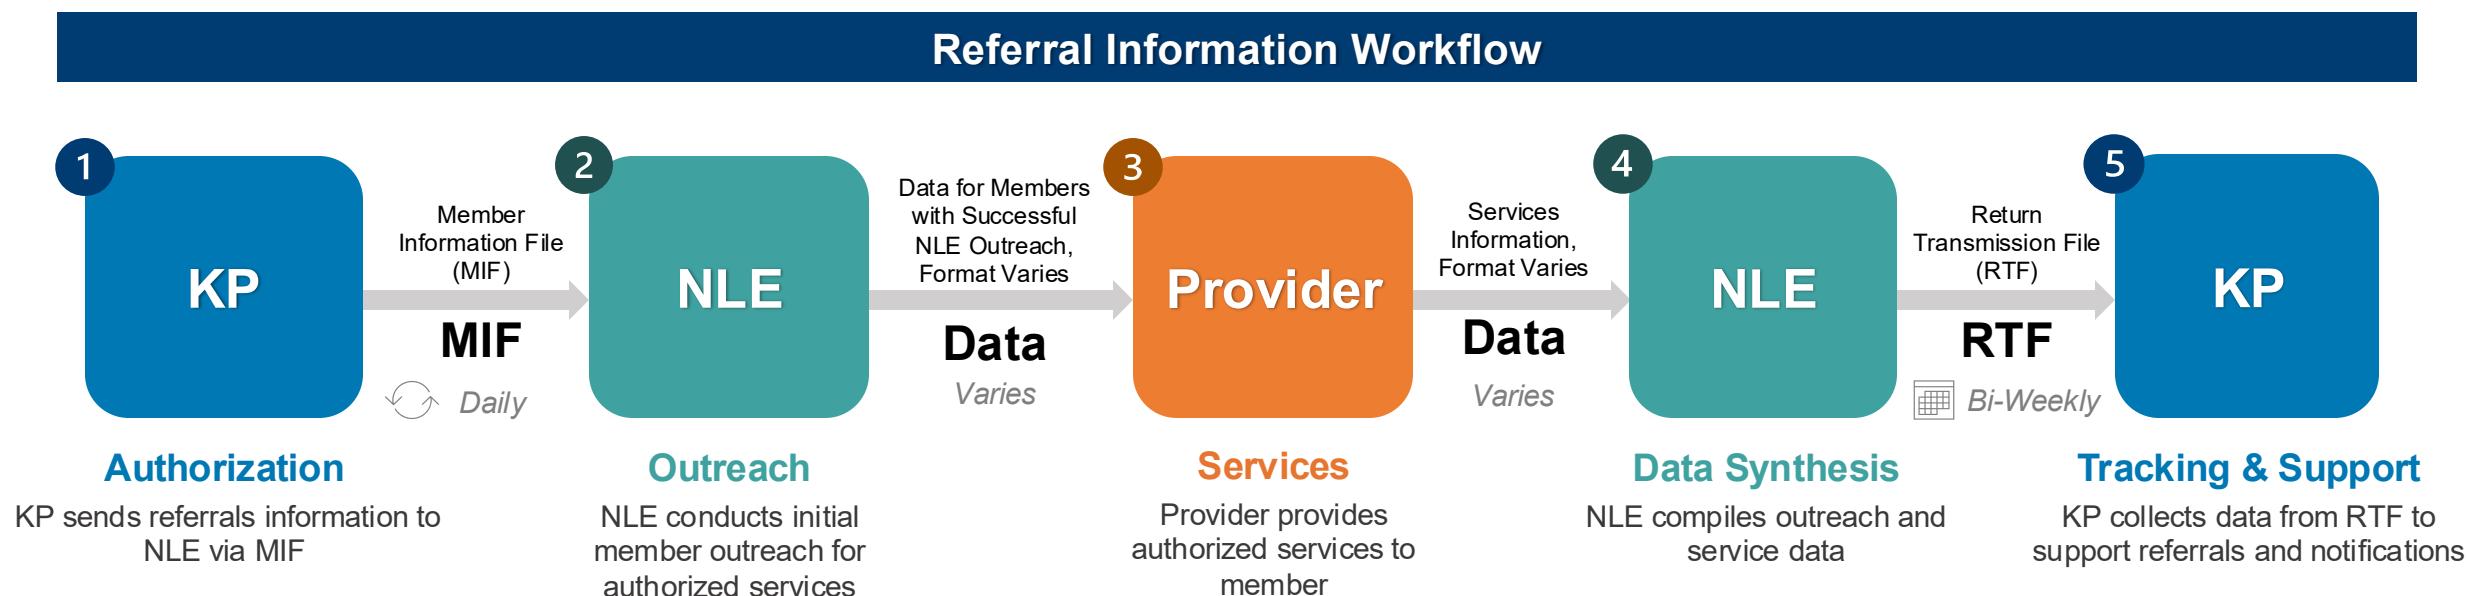 Referral Information Workflow
1
KP
Authorization
KP sends referrals information to
NLE via MIF
Member
Information File
(MIF)
MIF
Daily
2
NLE
Outreach
NLE conducts initial
member outreach for
authorized services
Data for Members
with Successful
NLE Outreach,
Format Varies
Data
Varies
3
Provider
Services
Provider provides
authorized services to
member
Services
Information,
Format Varies
Data
Varies
4
NLE
Data Synthesis
NLE compiles outreach and
service data
Return
Transmission File
(RTF)
RTF
Bi-Weekly
5
KP
Tracking & Support
KP collects data from RTF to
support referrals and notifications